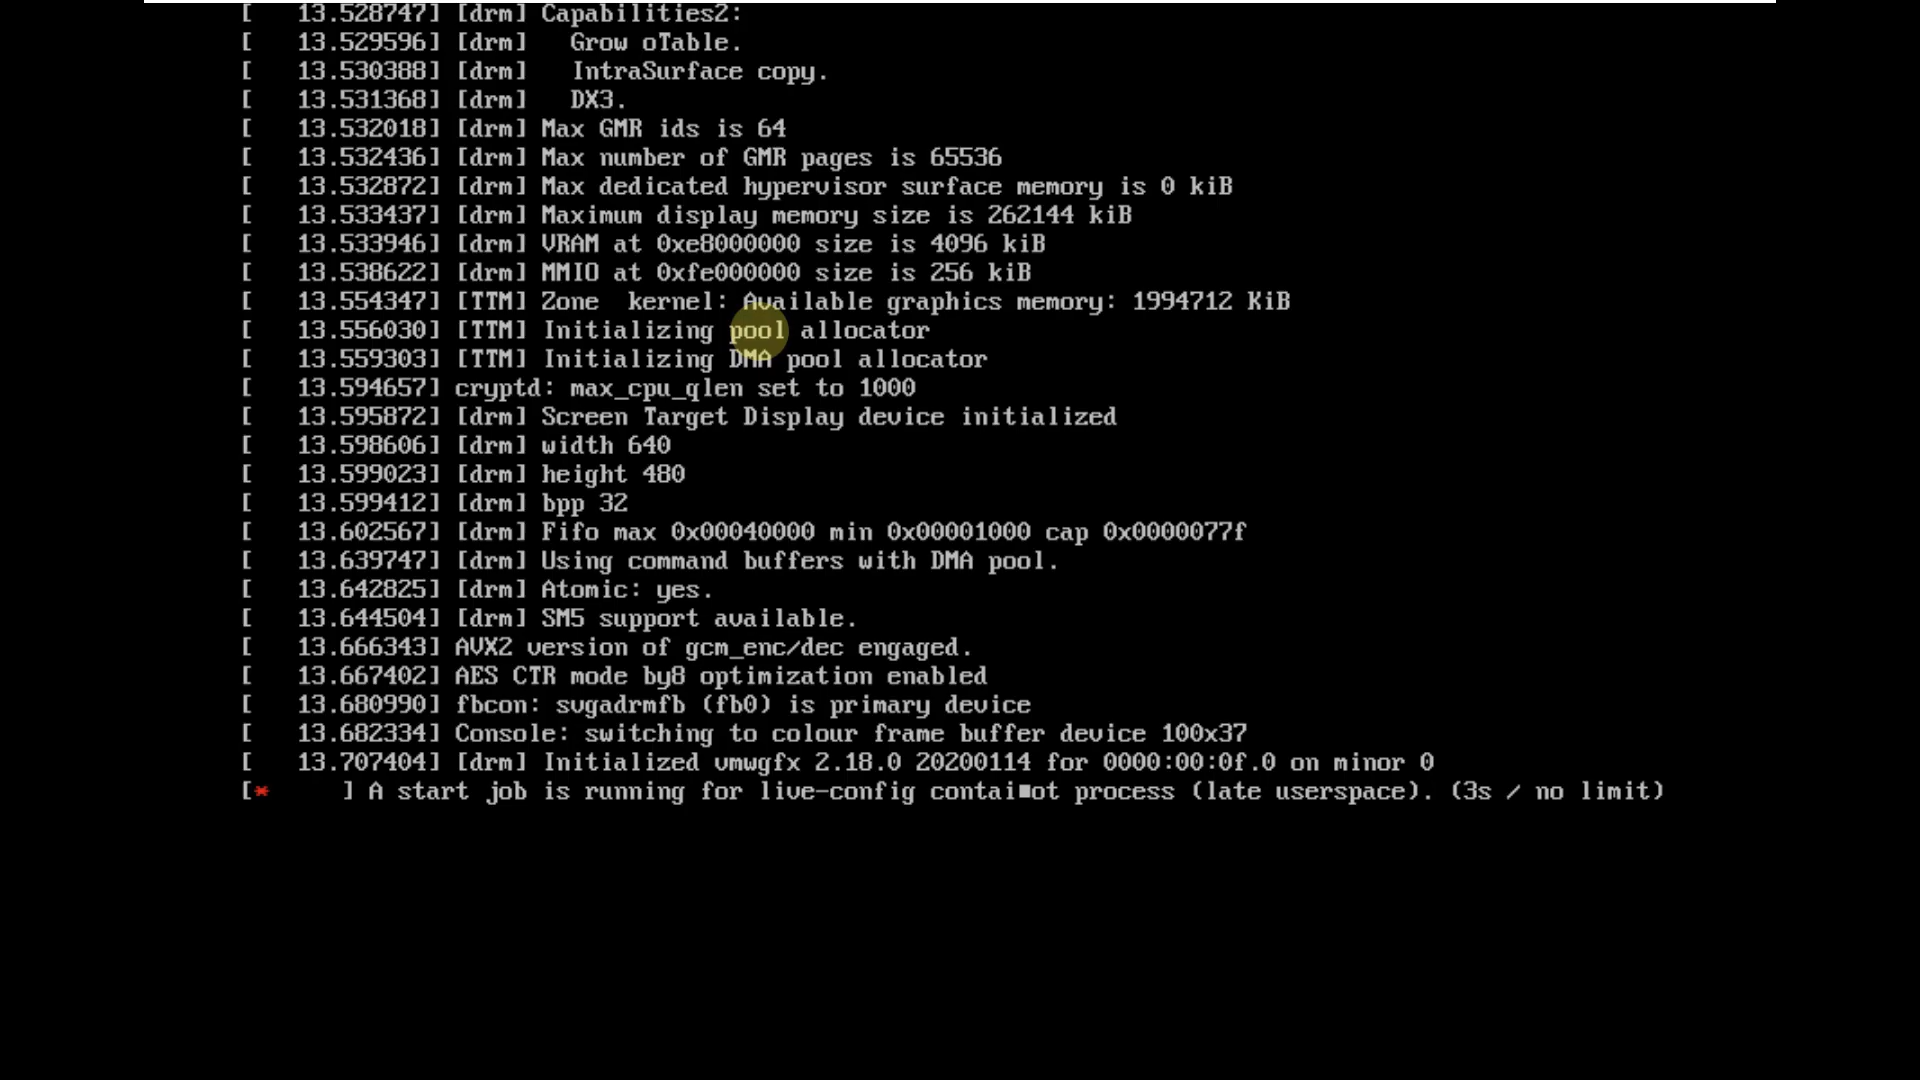 [   13.528747] [drm] Capabilities2:
[   13.529596] [drm]   Grow oTable.
[   13.530388] [drm]   IntraSurface copy.
[   13.531368] [drm]   DX3.
[   13.532018] [drm] Max GMR ids is 64
[   13.532436] [drm] Max number of GMR pages is 65536
[   13.532872] [drm] Max dedicated hypervisor surface memory is 0 kiB
[   13.533437] [drm] Maximum display memory size is 262144 kiB
[   13.533946] [drm] VRAM at 0xe8000000 size is 4096 kiB
[   13.538622] [drm] MMIO at 0xfe000000 size is 256 kiB
[   13.554347] [TTM] Zone  kernel: Available graphics memory: 1994712 KiB
[   13.556030] [TTM] Initializing pool allocator
[   13.559303] [TTM] Initializing DMA pool allocator
[   13.594657] cryptd: max_cpu_qlen set to 1000
[   13.595872] [drm] Screen Target Display device initialized
[   13.598606] [drm] width 640
[   13.599023] [drm] height 480
[   13.599412] [drm] bpp 32
[   13.602567] [drm] Fifo max 0x00040000 min 0x00001000 cap 0x0000077f
[   13.639747] [drm] Using command buffers with DMA pool.
[   13.642825] [drm] Atomic: yes.
[   13.644504] [drm] SM5 support available.
[   13.666343] AVX2 version of gcm_enc/dec engaged.
[   13.667402] AES CTR mode by8 optimization enabled
[   13.680990] fbcon: svgadrmfb (fb0) is primary device
[   13.682334] Console: switching to colour frame buffer device 100x37
[   13.707404] [drm] Initialized vmwgfx 2.18.0 20200114 for 0000:00:0f.0 on minor 0
[*     ] A start job is running for live-config contai■ot process (late userspace). (3s / no limit)